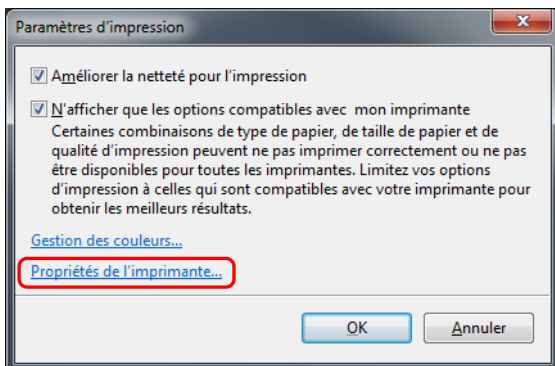 Paramètres d'impression
Améliorer la netteté pour l'impression
N'afficher que les options compatibles avec mon imprimante
Certaines combinaisons de type de papier, de taille de papier et de
qualité d'impression peuvent ne pas imprimer correctement ou ne pas
être disponibles pour toutes les imprimantes. Limitez vos options
d'impression à celles qui sont compatibles avec votre imprimante pour
obtenir les meilleurs résultats.
Gestion des couleurs...
Propriétés de l'imprimante...
OK Annuler